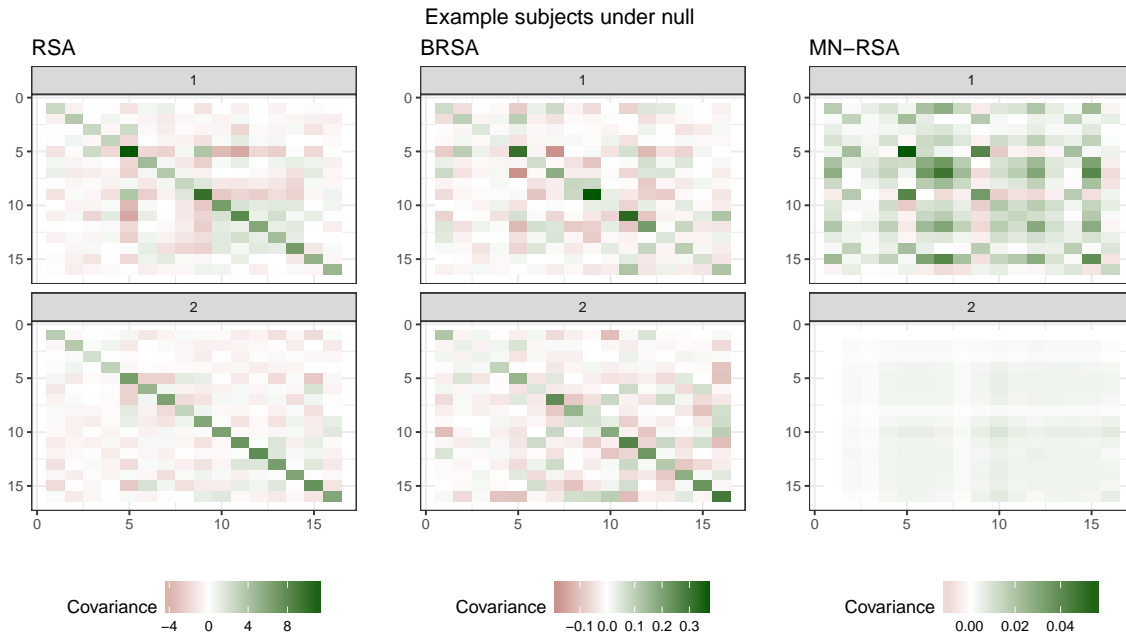 Example subjects under null
RSA BRSA MN−RSA
1 1 1
0 0 0
5 5 5
10 10 10
15 15 15
2 2 2
0 0 0
5 5 5
10 10 10
15 15 15
0 5 10 15 0 5 10 15 0 5 10 15
Covariance Covariance Covariance
−4 0 4 8 −0.1 0.0 0.1 0.2 0.3 0.00 0.02 0.04